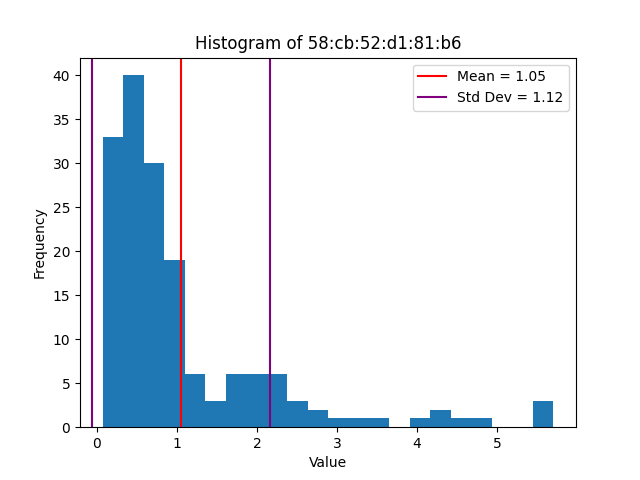 Histogram of 58:cb:52:d1:81:b6
Mean = 1.05
Std Dev = 1.12
Frequency
40
35
30
25
20
15
10
5
0
0 1 2 3 4 5
Value